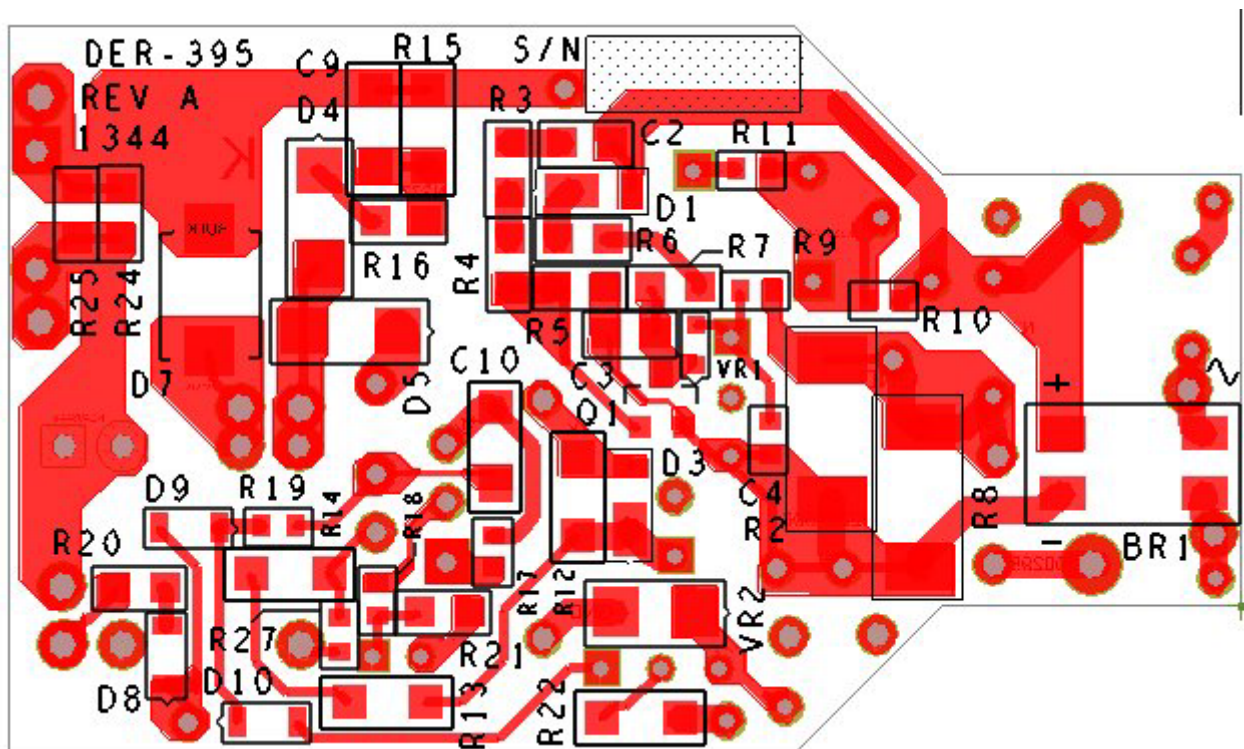 DER-395
REV A
1344
S/N
C9
R15
D4
K
R3
C2
R11
D1
R6
R7
R9
R16
R4
R25
R24
R5
R10
C10
C3
VR1
D7
D5
Q1
+
~
D9
R19
R14
R18
D3
C4
R8
R20
R2
-
BR1
R17
R12
VR2
R27
R21
D8
D10
R13
R22